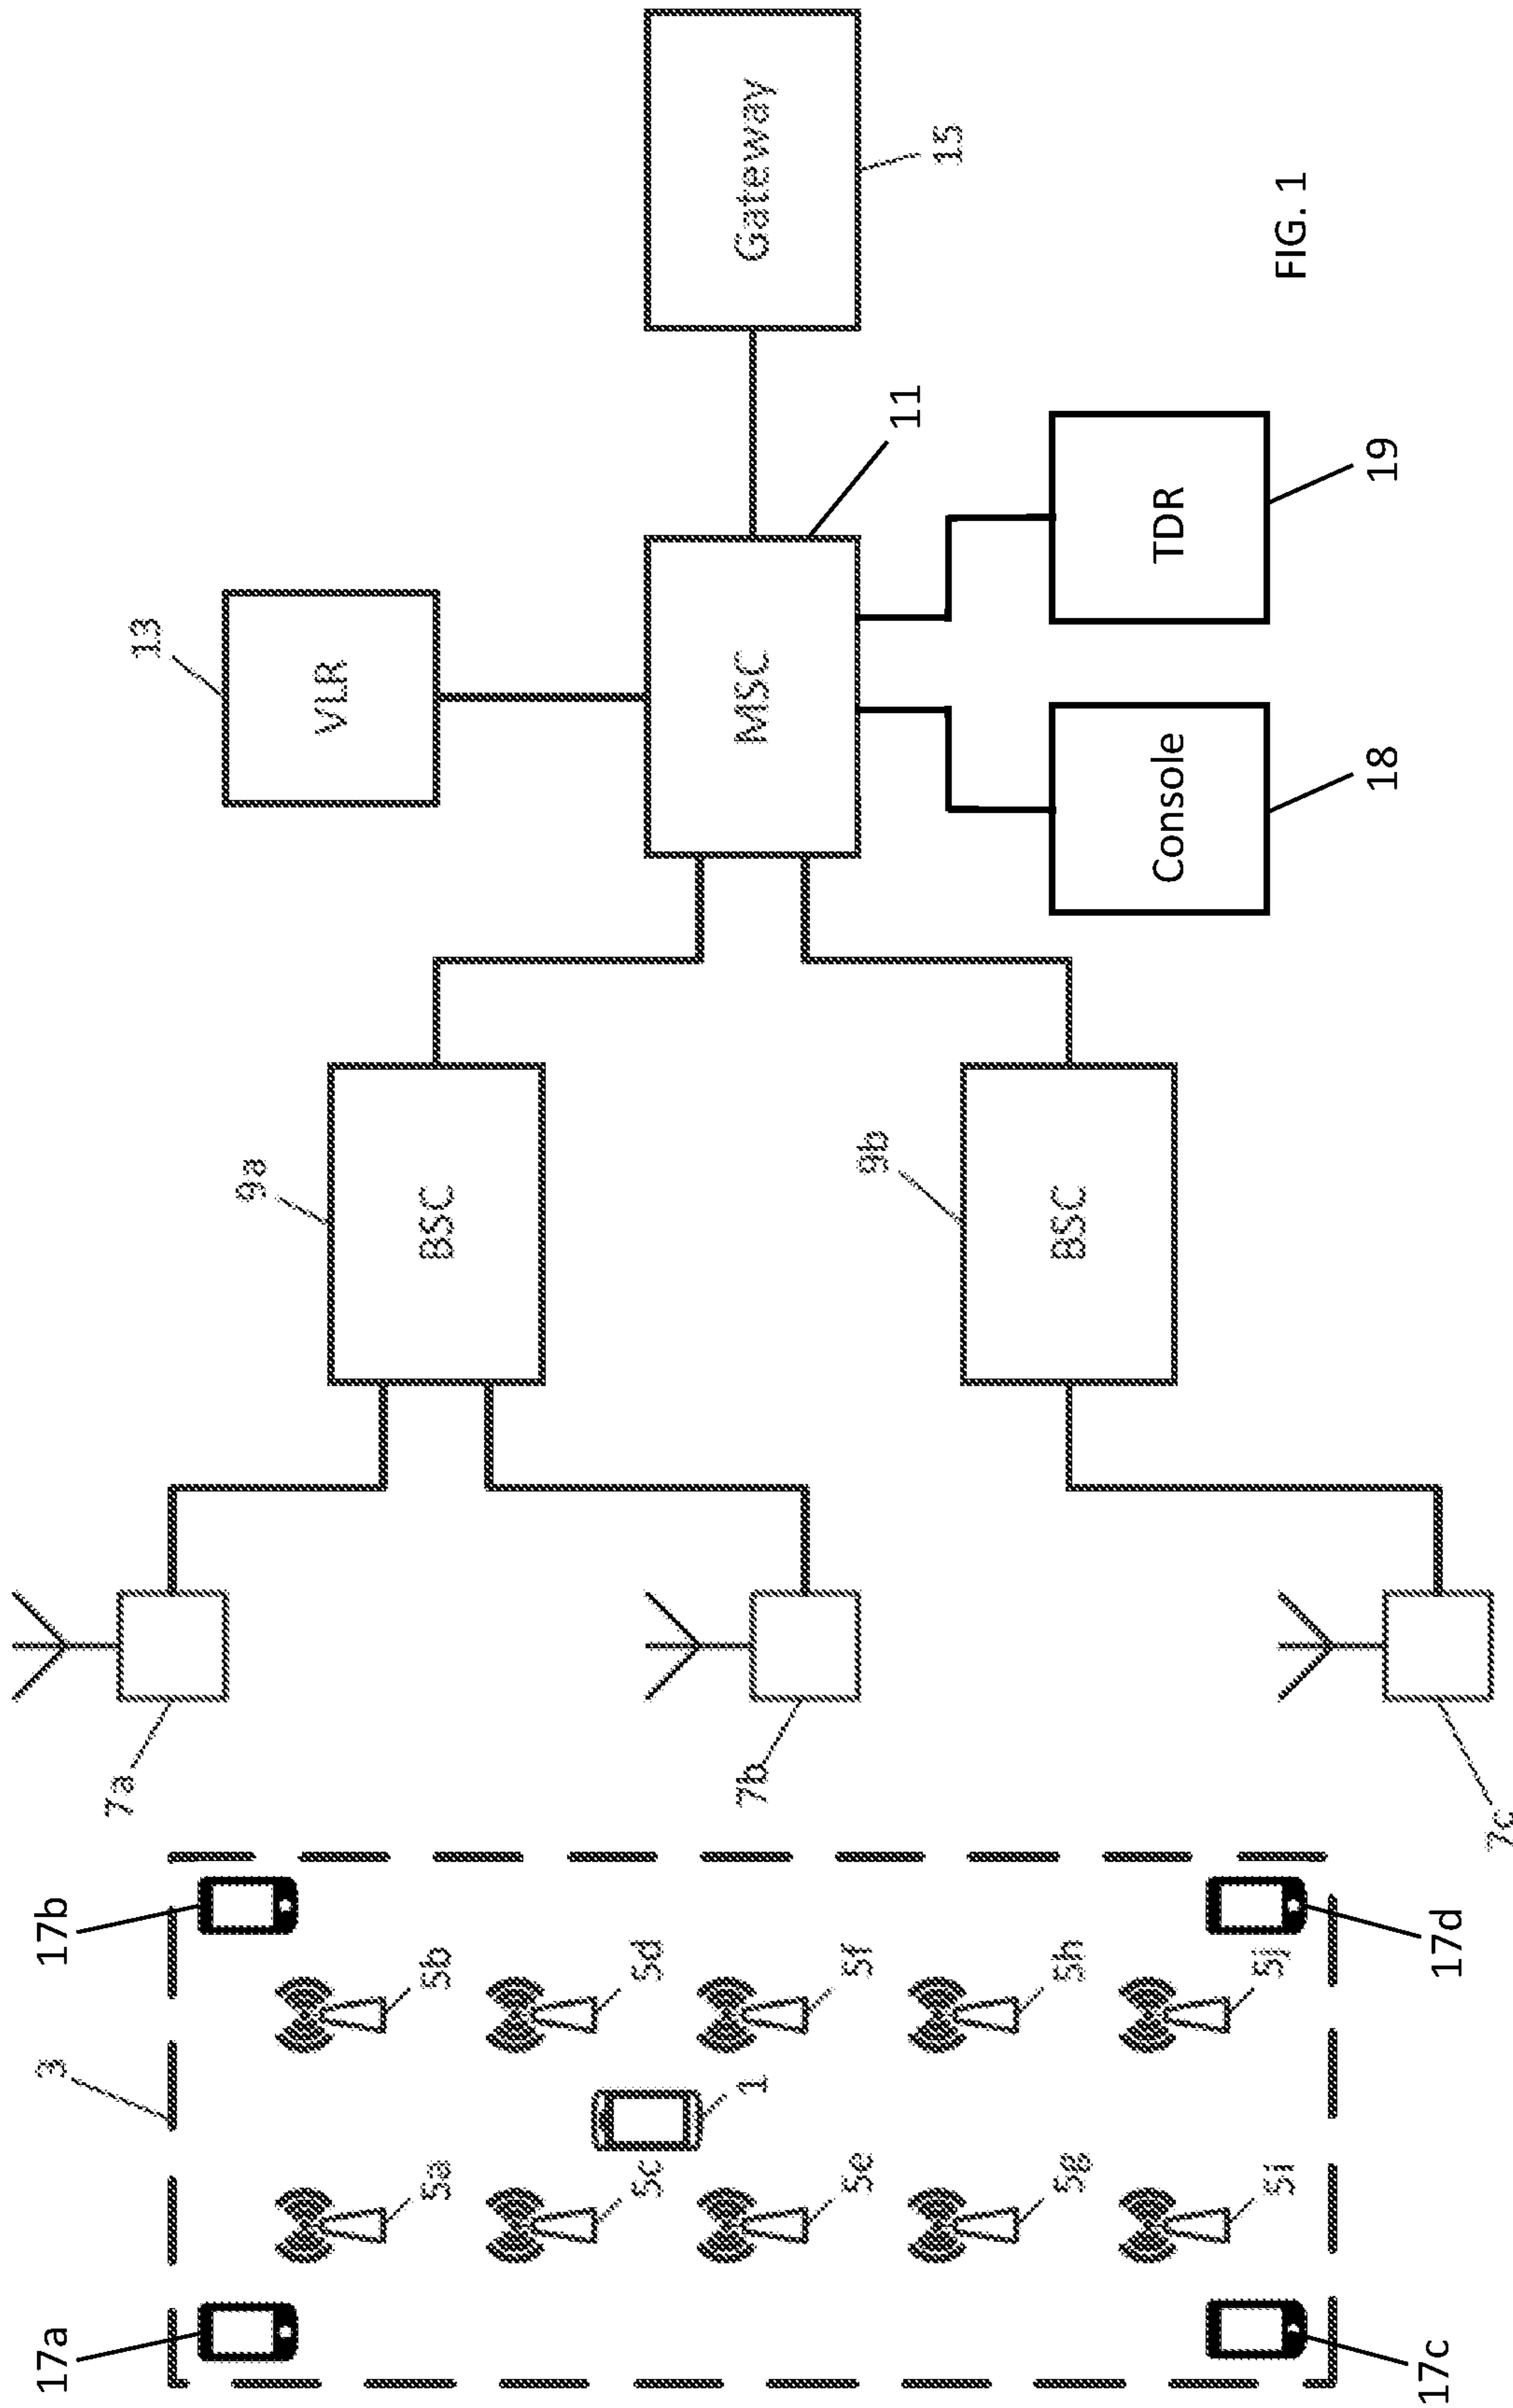 17a
17b
3
5a
5b
5c
5d
5e
5f
5g
5h
5i
5j
1
17c
17d
7a
7b
7c
9a
BSC
9b
BSC
13
VLR
MSC
11
Gateway
15
Console
18
TDR
19
FIG. 1